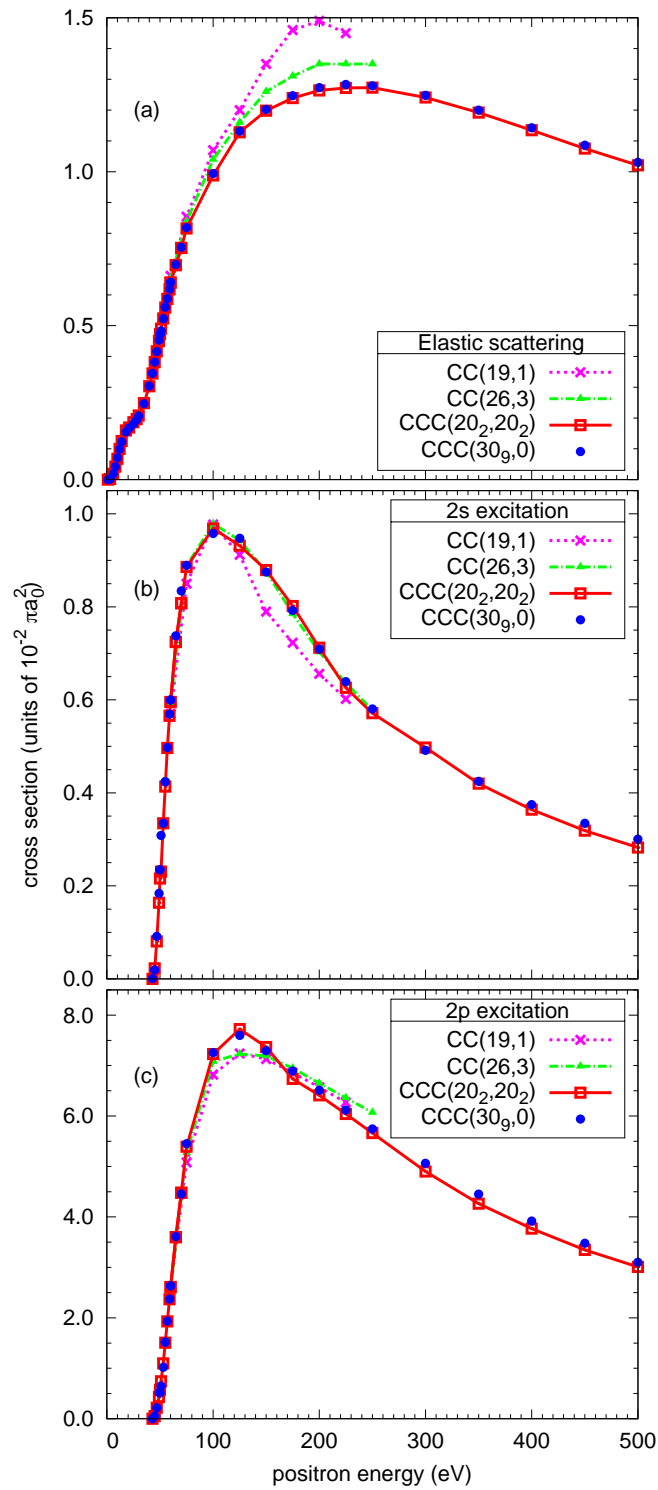 1.5
1.0
0.5
0.0
(a)
Elastic scattering
CC(19,1)
CC(26,3)
CCC(20₂,20₂)
CCC(30₉,0)
cross section (units of 10⁻² πa₀²)
1.0
0.8
0.6
0.4
0.2
0.0
(b)
2s excitation
CC(19,1)
CC(26,3)
CCC(20₂,20₂)
CCC(30₉,0)
8.0
6.0
4.0
2.0
0.0
(c)
2p excitation
CC(19,1)
CC(26,3)
CCC(20₂,20₂)
CCC(30₉,0)
0 100 200 300 400 500
positron energy (eV)